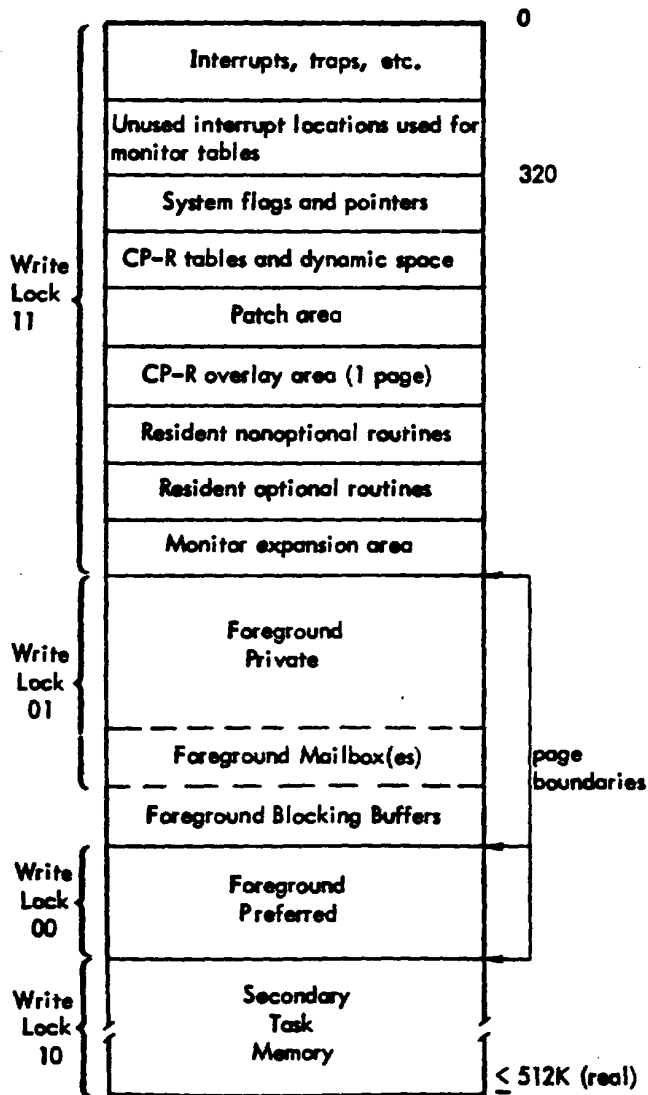 0
Interrupts, traps, etc.
Unused interrupt locations used for
monitor tables
320
System flags and pointers
CP-R tables and dynamic space
Write
Lock
11
Patch area
CP-R overlay area (1 page)
Resident nonoptional routines
Resident optional routines
Monitor expansion area
Foreground
Private
Write
Lock
01
Foreground Mailbox(es)
page
boundaries
Foreground Blocking Buffers
Write
Lock
00
Foreground
Preferred
Write
Lock
10
Secondary
Task
Memory
≤ 512K (real)